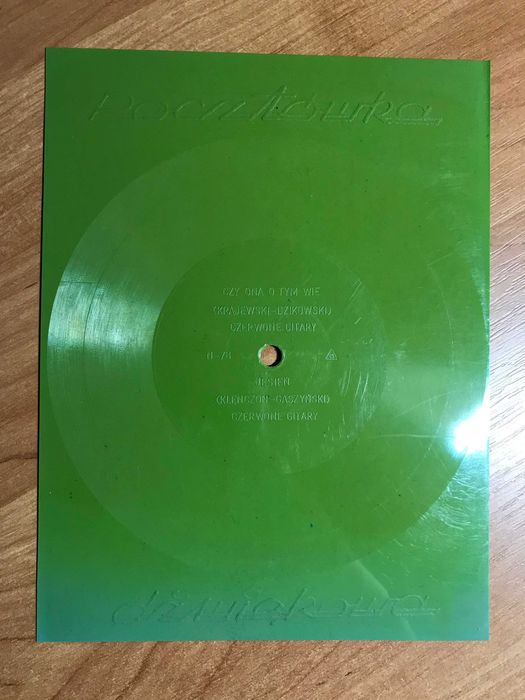 Pocztówka
CZY ONA O TYM WIE
(KRAJEWSKI-DZIKOWSKI)
CZERWONE GITARY
JESIEŃ
(KLENCZON-GASZYŃSKI)
CZERWONE GITARY
dźwiękowa